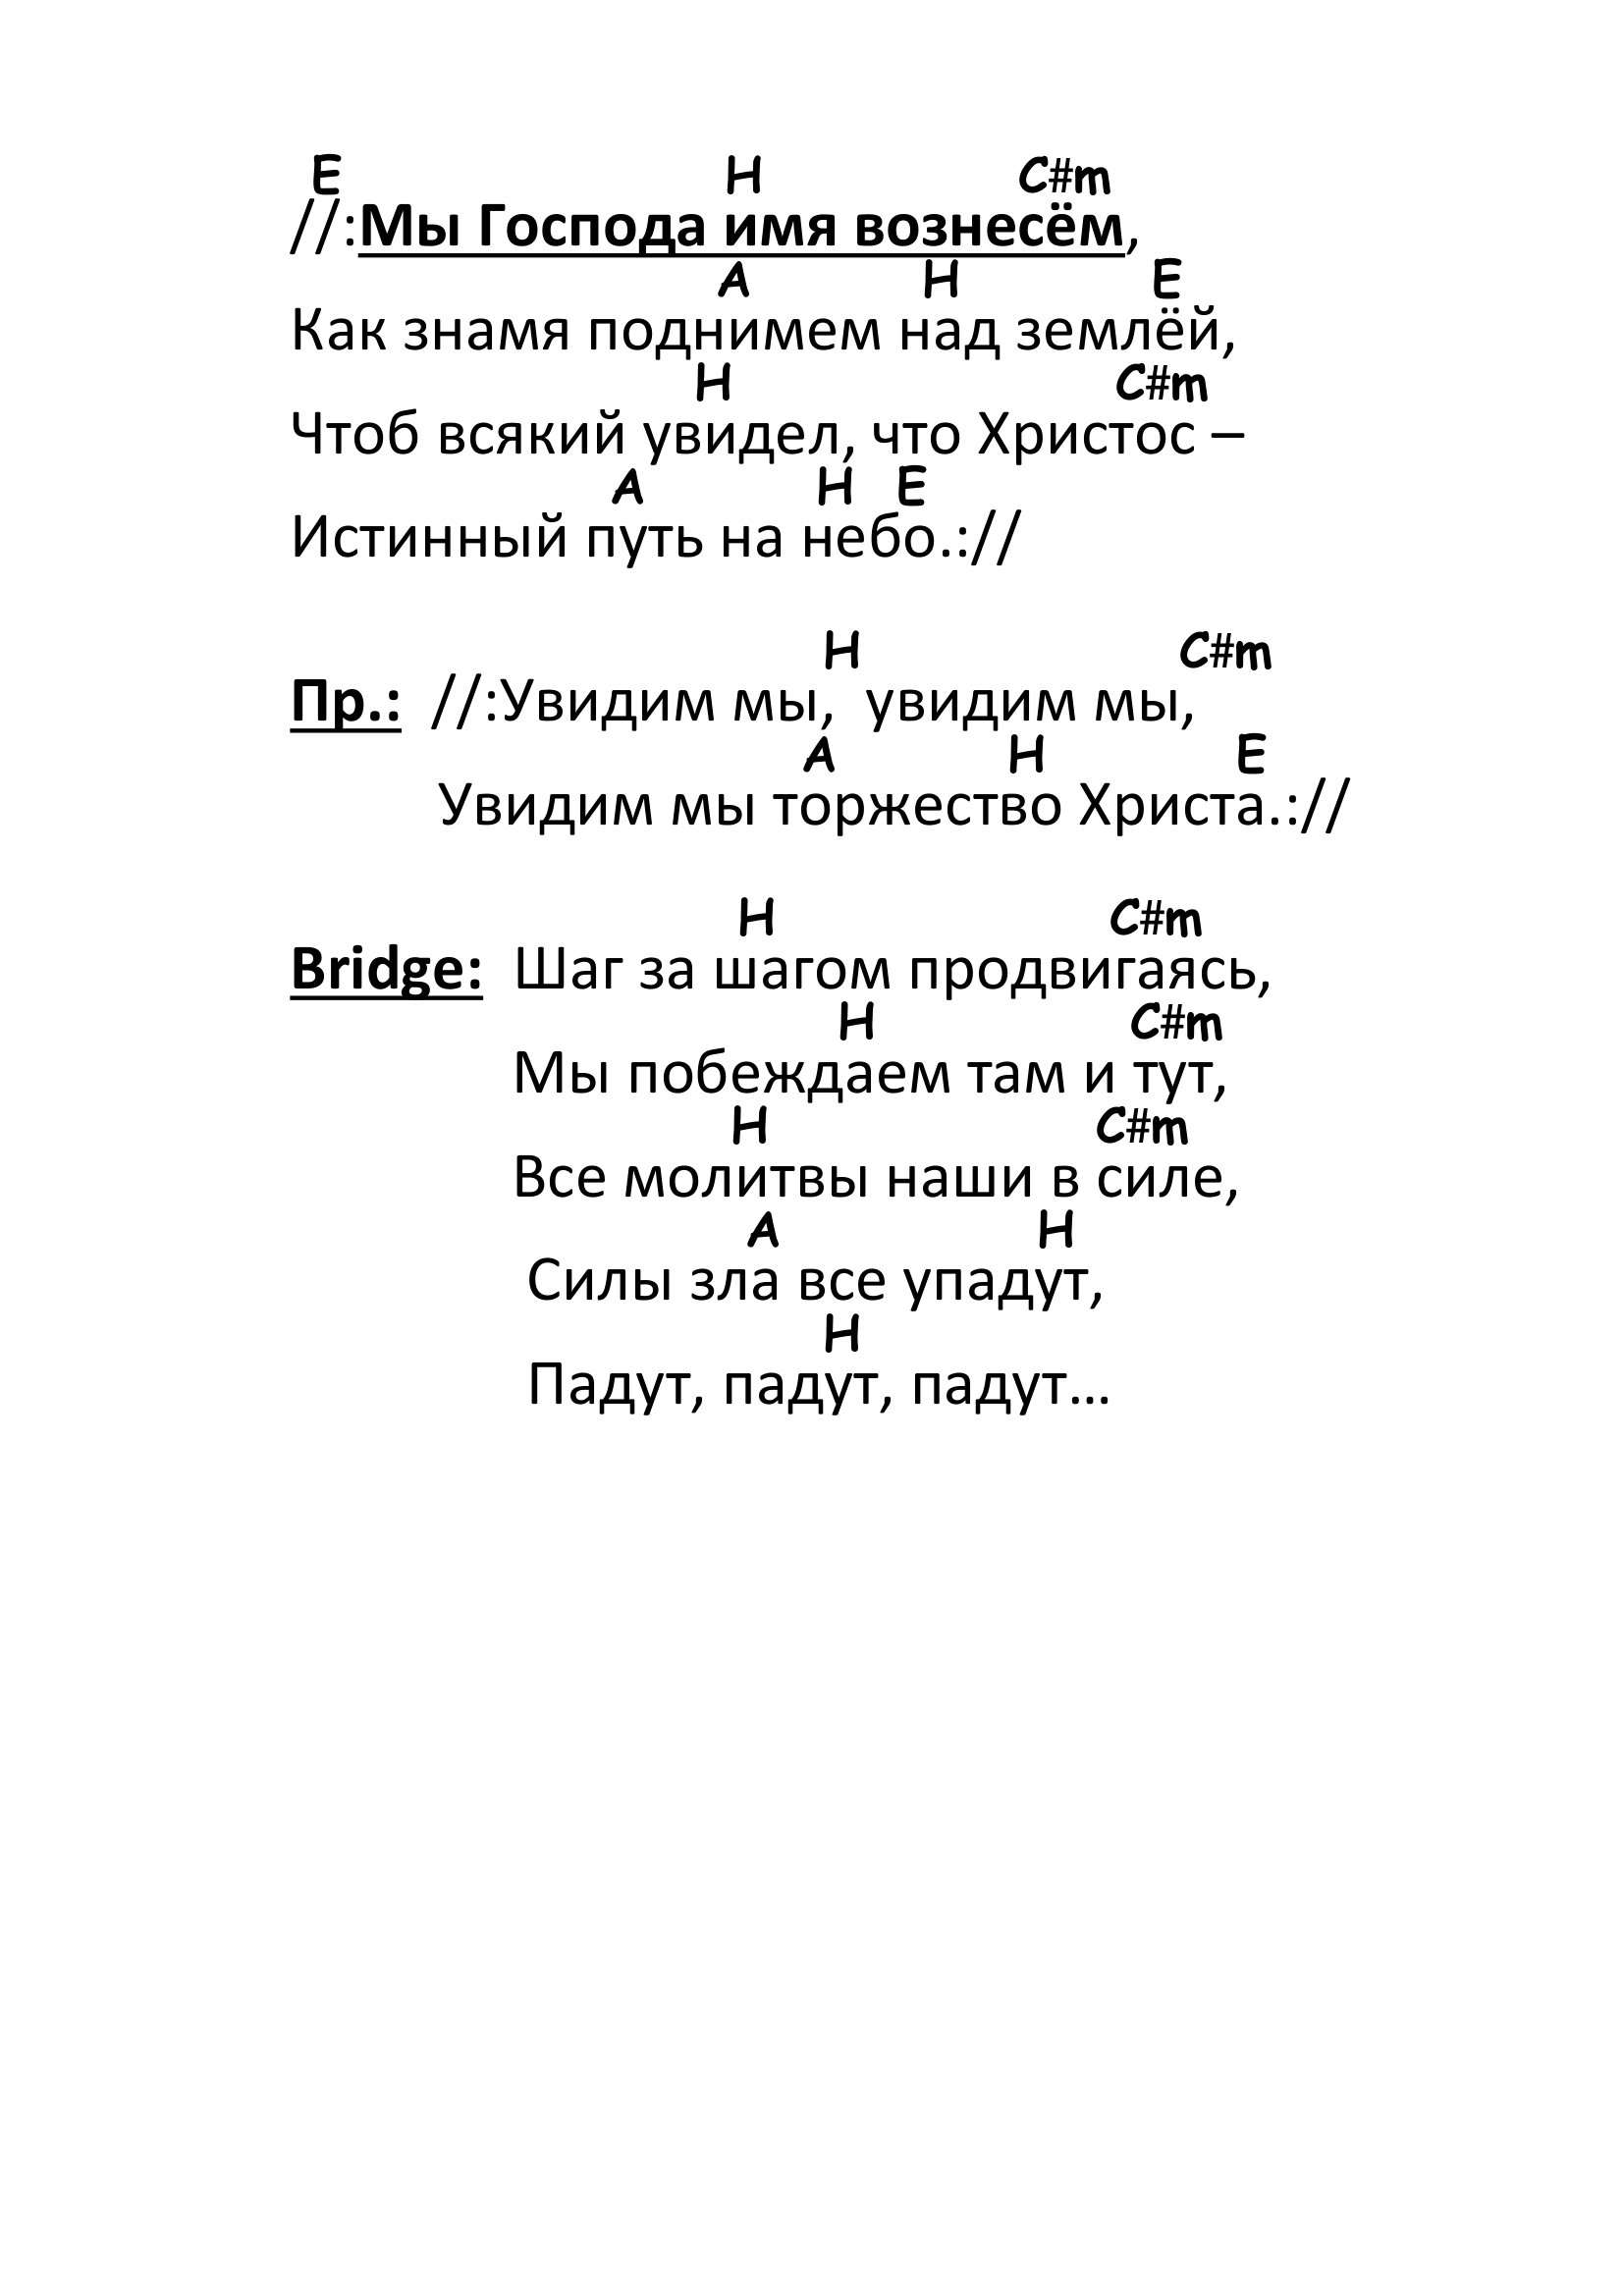 E H C#m
//:Мы Господа имя вознесём,
A H E
Как знамя поднимем над землёй,
H C#m
Чтоб всякий увидел, что Христос –
A H E
Истинный путь на небо.://
H C#m
Пр.: //:Увидим мы, увидим мы,
A H E
Увидим мы торжество Христа.://
H C#m
Bridge: Шаг за шагом продвигаясь,
H C#m
Мы побеждаем там и тут,
H C#m
Все молитвы наши в силе,
A H
Силы зла все упадут,
H
Падут, падут, падут...